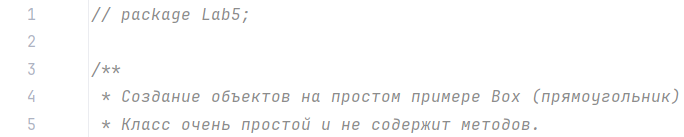 1 // package Lab5;
2
3 /**
4 * Создание объектов на простом примере Box (прямоугольник)
5 * Класс очень простой и не содержит методов.